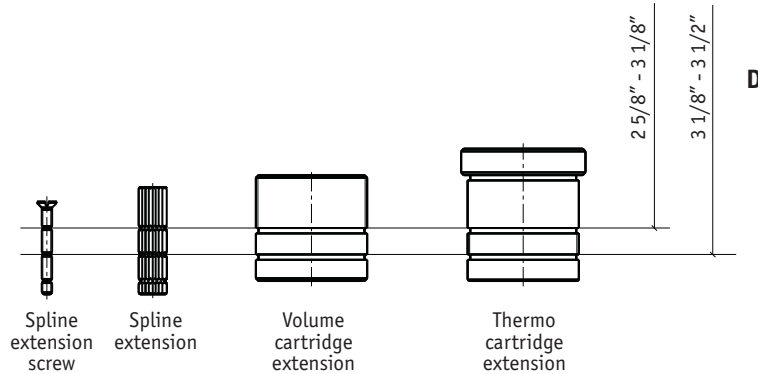 2 5/8" - 3 1/8"
3 1/8" - 3 1/2"
D
Spline
extension
screw
Spline
extension
Volume
cartridge
extension
Thermo
cartridge
extension